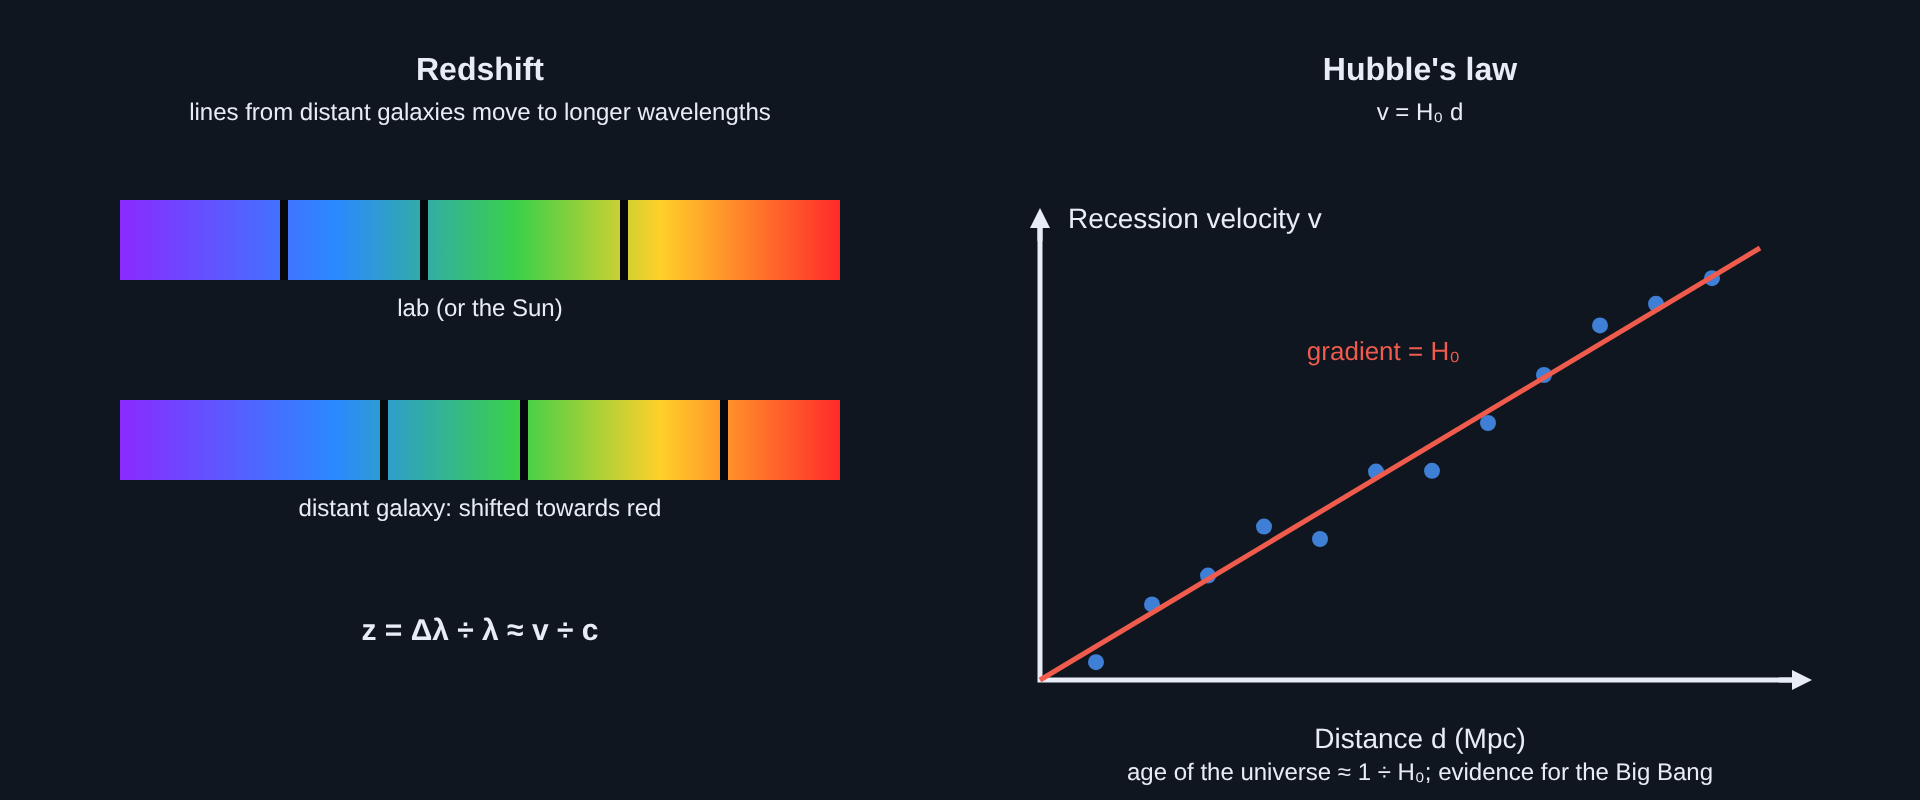 Redshift
lines from distant galaxies move to longer wavelengths
lab (or the Sun)
distant galaxy: shifted towards red
z = Δλ ÷ λ ≈ v ÷ c
Hubble's law
v = H₀ d
Recession velocity v
gradient = H₀
Distance d (Mpc)
age of the universe ≈ 1 ÷ H₀; evidence for the Big Bang